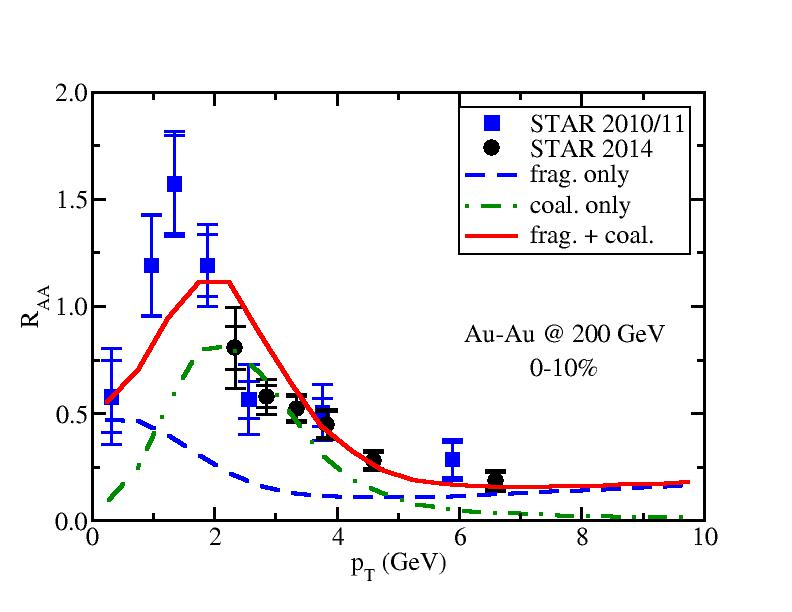 2.0
1.5
1.0
0.5
0.0
R_AA
STAR 2010/11
STAR 2014
frag. only
coal. only
frag. + coal.
Au-Au @ 200 GeV
0-10%
0 2 4 6 8 10
p_T (GeV)